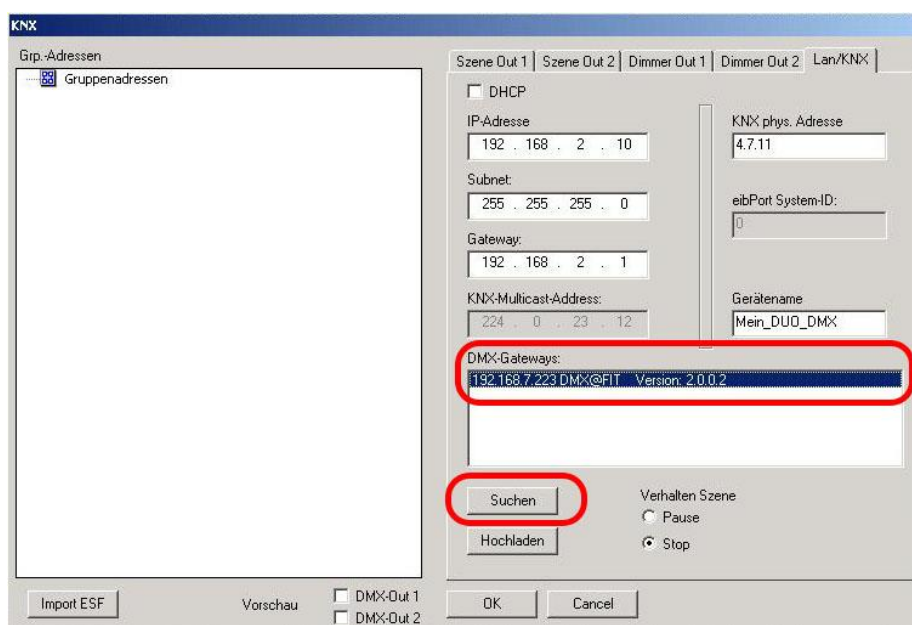 KNX
Grp.-Adressen
Gruppenadressen
Szene Out 1 Szene Out 2 Dimmer Out 1 Dimmer Out 2 Lan/KNX
DHCP
IP-Adresse
192 . 168 . 2 . 10
KNX phys. Adresse
4.7.11
Subnet:
255 . 255 . 255 . 0
eibPort System-ID:
0
Gateway:
192 . 168 . 2 . 1
KNX-Multicast-Address:
224 . 0 . 23 . 12
Gerätename
Mein_DUO_DMX
DMX-Gateways:
192.168.7.223 DMX@FIT Version: 2.0.0.2
Suchen
Hochladen
Verhalten Szene
Pause
Stop
Import ESF
Vorschau
DMX-Out 1
DMX-Out 2
OK
Cancel